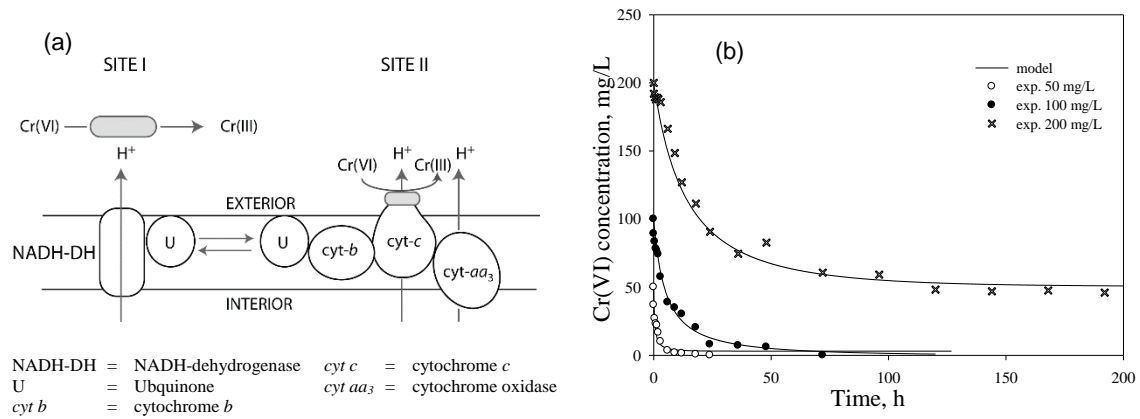 (a)
SITE I
SITE II
Cr(VI)
Cr(III)
H⁺
Cr(VI)
H⁺
Cr(III)
H⁺
EXTERIOR
NADH-DH
U
U
cyt-b
cyt-c
cyt-aa₃
INTERIOR
NADH-DH = NADH-dehydrogenase
U = Ubquinone
cyt b = cytochrome b
cyt c = cytochrome c
cyt aa₃ = cytochrome oxidase
(b)
Cr(VI) concentration, mg/L
250
200
150
100
50
0
model
exp. 50 mg/L
exp. 100 mg/L
exp. 200 mg/L
0
50
100
150
200
Time, h